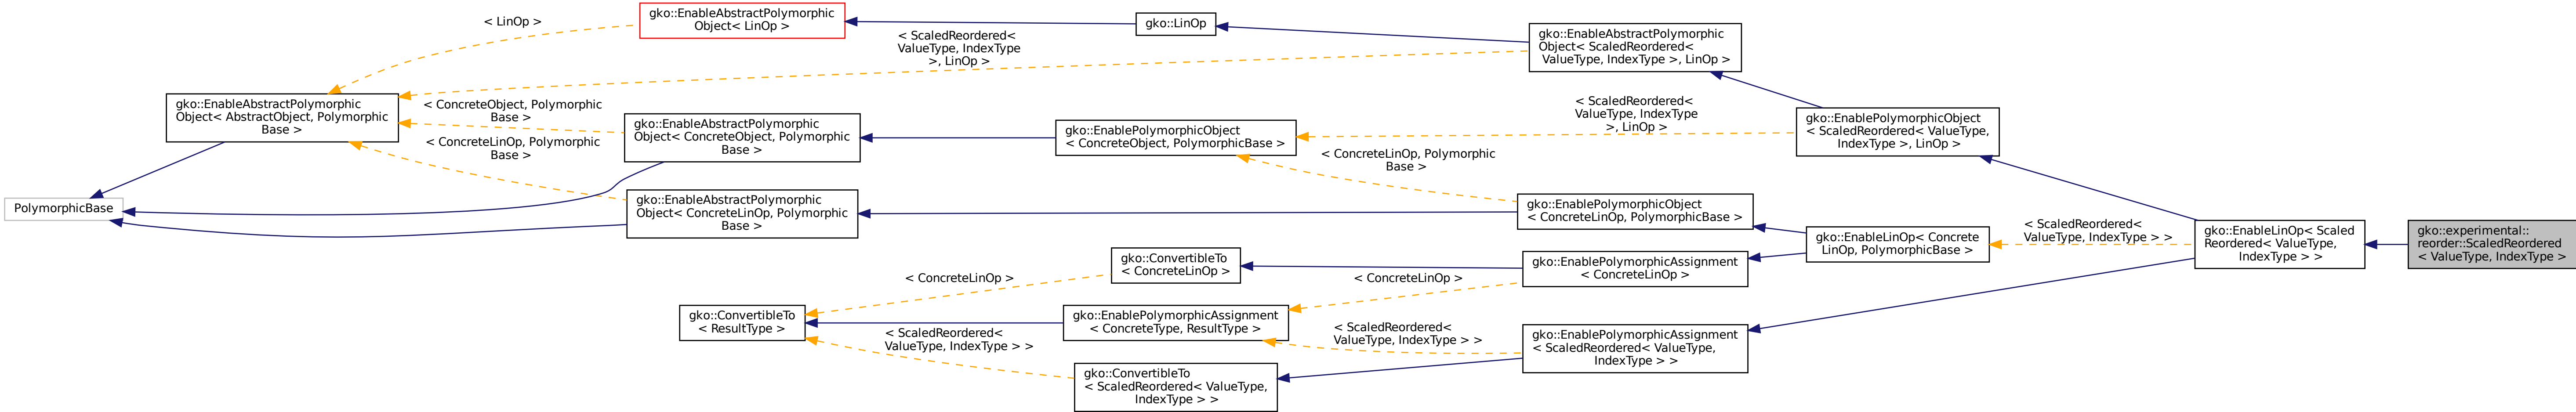 PolymorphicBase
gko::EnableAbstractPolymorphic
Object< AbstractObject, Polymorphic
Base >
< LinOp >
gko::EnableAbstractPolymorphic
Object< LinOp >
< ScaledReordered<
ValueType, IndexType
>, LinOp >
< ConcreteObject, Polymorphic
Base >
gko::EnableAbstractPolymorphic
Object< ConcreteObject, Polymorphic
Base >
< ConcreteLinOp, Polymorphic
Base >
gko::EnableAbstractPolymorphic
Object< ConcreteLinOp, Polymorphic
Base >
gko::ConvertibleTo
< ResultType >
< ConcreteLinOp >
< ScaledReordered<
ValueType, IndexType > >
gko::LinOp
gko::EnablePolymorphicObject
< ConcreteObject, PolymorphicBase >
gko::ConvertibleTo
< ConcreteLinOp >
gko::EnablePolymorphicAssignment
< ConcreteType, ResultType >
gko::ConvertibleTo
< ScaledReordered< ValueType,
IndexType > >
< ScaledReordered<
ValueType, IndexType
>, LinOp >
< ConcreteLinOp, Polymorphic
Base >
< ConcreteLinOp >
< ScaledReordered<
ValueType, IndexType > >
gko::EnableAbstractPolymorphic
Object< ScaledReordered<
ValueType, IndexType >, LinOp >
gko::EnablePolymorphicObject
< ConcreteLinOp, PolymorphicBase >
gko::EnablePolymorphicAssignment
< ConcreteLinOp >
gko::EnablePolymorphicAssignment
< ScaledReordered< ValueType,
IndexType > >
gko::EnablePolymorphicObject
< ScaledReordered< ValueType,
IndexType >, LinOp >
gko::EnableLinOp< Concrete
LinOp, PolymorphicBase >
< ScaledReordered<
ValueType, IndexType > >
gko::EnableLinOp< Scaled
Reordered< ValueType,
IndexType > >
gko::experimental::
reorder::ScaledReordered
< ValueType, IndexType >